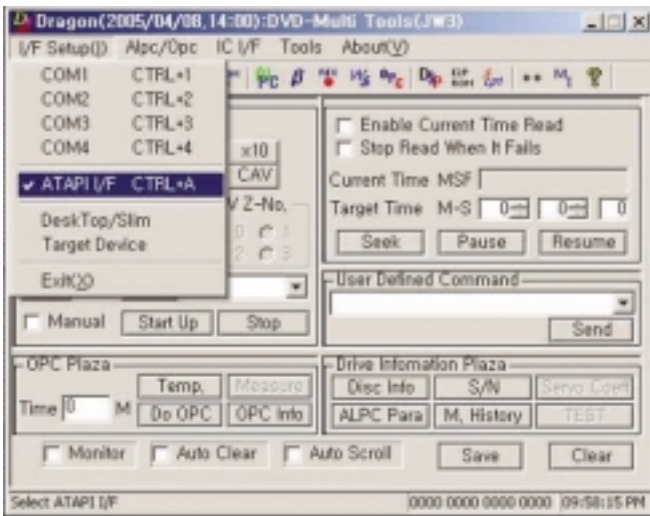 Dragon(2005/04/08,14:00):DVD-Multi Tools(JW3)
I/F Setup(I) Alpc/Opc IC I/F Tools About(V)
COM1 CTRL+1
COM2 CTRL+2
COM3 CTRL+3
COM4 CTRL+4
✓ ATAPI I/F CTRL+A
DeskTop/Slim
Target Device
Exit(X)
x10
CAV
V Z-No,
0 1
2 3
Manual Start Up Stop
Enable Current Time Read
Stop Read When It Fails
Current Time MSF
Target Time M-S 0 0 0
Seek Pause Resume
User Defined Command
Send
OPC Plaza
Temp, Measure
Time 0 M Do OPC OPC Info
Drive Infomation Plaza
Disc Info S/N Servo Coeff
ALPC Para M, History TEST
Monitor Auto Clear Auto Scroll Save Clear
Select ATAPI I/F 0000 0000 0000 0000 09:58:15 PM